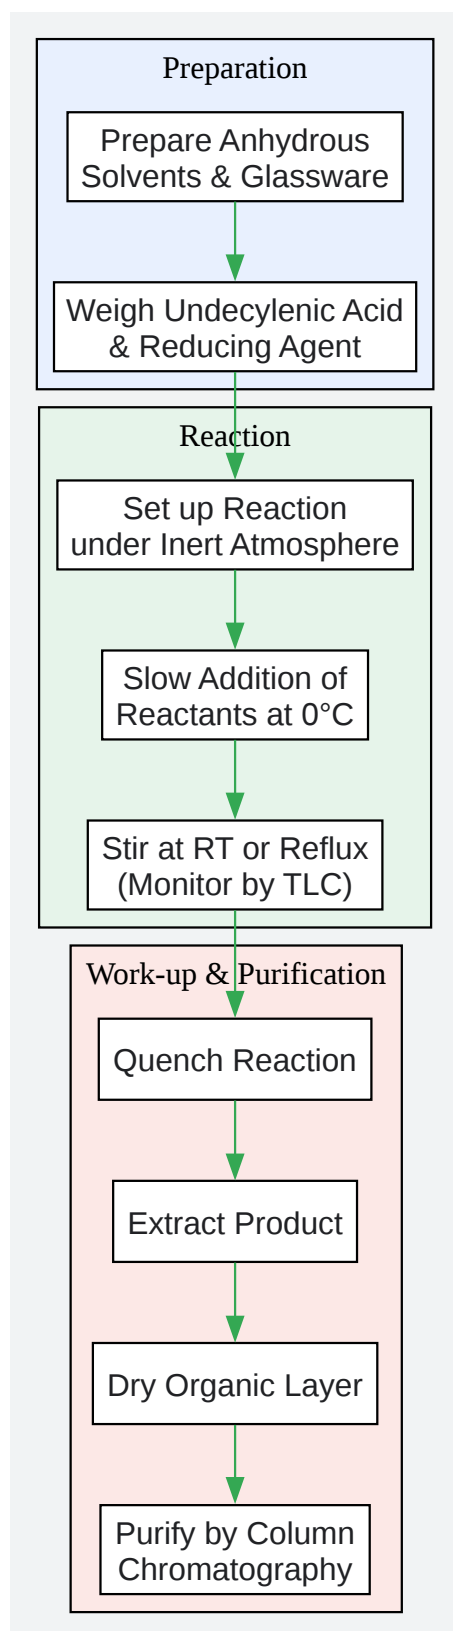 Preparation
Prepare Anhydrous
Solvents & Glassware
Weigh Undecylenic Acid
& Reducing Agent
Reaction
Set up Reaction
under Inert Atmosphere
Slow Addition of
Reactants at 0°C
Stir at RT or Reflux
(Monitor by TLC)
Work-up & Purification
Quench Reaction
Extract Product
Dry Organic Layer
Purify by Column
Chromatography